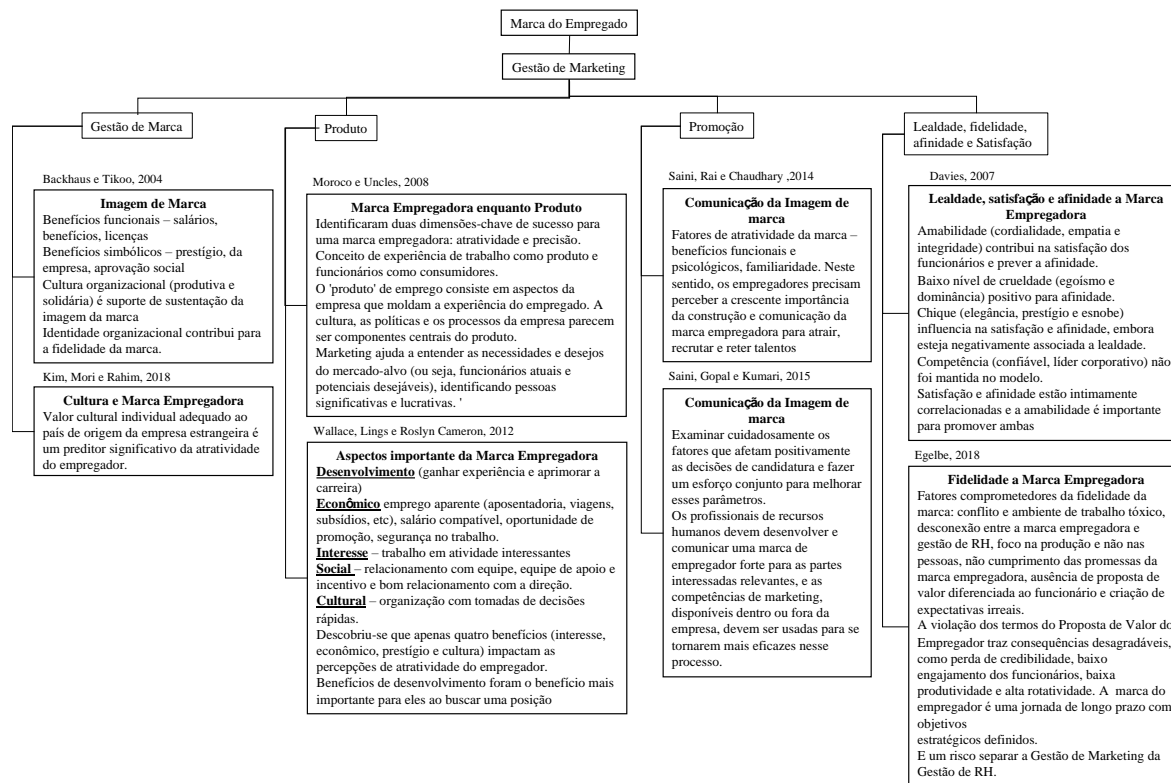 Marca do Empregado
Gestão de Marketing
Gestão de Marca
Backhaus e Tikoo, 2004
Imagem de Marca
Benefícios funcionais – salários,
benefícios, licenças
Benefícios simbólicos – prestígio, da
empresa, aprovação social
Cultura organizacional (produtiva e
solidária) é suporte de sustentação da
imagem da marca
Identidade organizacional contribui para
a fidelidade da marca.
Kim, Mori e Rahim, 2018
Cultura e Marca Empregadora
Valor cultural individual adequado ao
país de origem da empresa estrangeira é
um preditor significativo da atratividade
do empregador.
Produto
Moroco e Uncles, 2008
Marca Empregadora enquanto Produto
Identificaram duas dimensões-chave de sucesso para
uma marca empregadora: atratividade e precisão.
Conceito de experiência de trabalho como produto e
funcionários como consumidores.
O 'produto' de emprego consiste em aspectos da
empresa que moldam a experiência do empregado. A
cultura, as políticas e os processos da empresa parecem
ser componentes centrais do produto.
Marketing ajuda a entender as necessidades e desejos
do mercado-alvo (ou seja, funcionários atuais e
potenciais desejáveis), identificando pessoas
significativas e lucrativas. '
Wallace, Lings e Roslyn Cameron, 2012
Aspectos importante da Marca Empregadora
Desenvolvimento (ganhar experiência e aprimorar a
carreira)
Econômico emprego aparente (aposentadoria, viagens,
subsídios, etc), salário compatível, oportunidade de
promoção, segurança no trabalho.
Interesse – trabalho em atividade interessantes
Social – relacionamento com equipe, equipe de apoio e
incentivo e bom relacionamento com a direção.
Cultural – organização com tomadas de decisões
rápidas.
Descobriu-se que apenas quatro benefícios (interesse,
econômico, prestígio e cultura) impactam as
percepções de atratividade do empregador.
Benefícios de desenvolvimento foram o benefício mais
importante para eles ao buscar uma posição
Promoção
Saini, Rai e Chaudhary ,2014
Comunicação da Imagem de
marca
Fatores de atratividade da marca –
benefícios funcionais e
psicológicos, familiaridade. Neste
sentido, os empregadores precisam
perceber a crescente importância
da construção e comunicação da
marca empregadora para atrair,
recrutar e reter talentos
Saini, Gopal e Kumari, 2015
Comunicação da Imagem de
marca
Examinar cuidadosamente os
fatores que afetam positivamente
as decisões de candidatura e fazer
um esforço conjunto para melhorar
esses parâmetros.
Os profissionais de recursos
humanos devem desenvolver e
comunicar uma marca de
empregador forte para as partes
interessadas relevantes, e as
competências de marketing,
disponíveis dentro ou fora da
empresa, devem ser usadas para se
tornarem mais eficazes nesse
processo.
Lealdade, fidelidade,
afinidade e Satisfação
Davies, 2007
Lealdade, satisfação e afinidade a Marca
Empregadora
Amabilidade (cordialidade, empatia e
integridade) contribui na satisfação dos
funcionários e prever a afinidade.
Baixo nível de crueldade (egoísmo e
dominância) positivo para afinidade.
Chique (elegância, prestígio e esnobe)
influencia na satisfação e afinidade, embora
esteja negativamente associada a lealdade.
Competência (confiável, líder corporativo) não
foi mantida no modelo.
Satisfação e afinidade estão intimamente
correlacionadas e a amabilidade é importante
para promover ambas
Egelbe, 2018
Fidelidade a Marca Empregadora
Fatores comprometedores da fidelidade da
marca: conflito e ambiente de trabalho tóxico,
desconexão entre a marca empregadora e
gestão de RH, foco na produção e não nas
pessoas, não cumprimento das promessas da
marca empregadora, ausência de proposta de
valor diferenciada ao funcionário e criação de
expectativas irreais.
A violação dos termos do Proposta de Valor do
Empregador traz consequências desagradáveis,
como perda de credibilidade, baixo
engajamento dos funcionários, baixa
produtividade e alta rotatividade. A marca do
empregador é uma jornada de longo prazo com
objetivos
estratégicos definidos.
E um risco separar a Gestão de Marketing da
Gestão de RH.